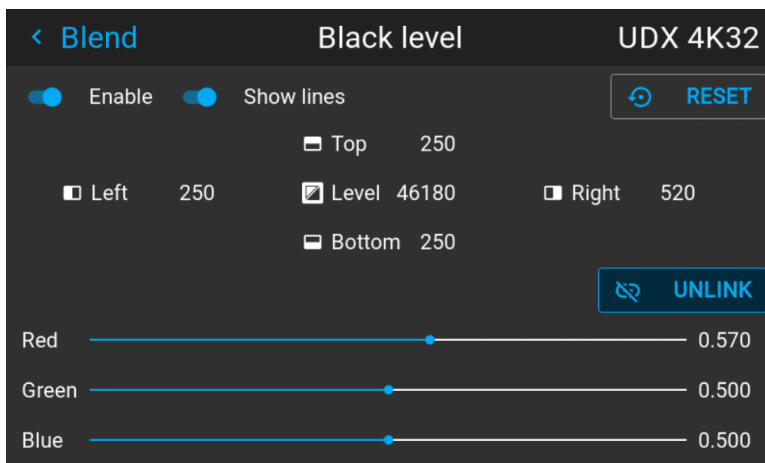 Blend Black level UDX 4K32
Enable Show lines RESET
Top 250
Left 250 Level 46180 Right 520
Bottom 250
UNLINK
Red 0.570
Green 0.500
Blue 0.500